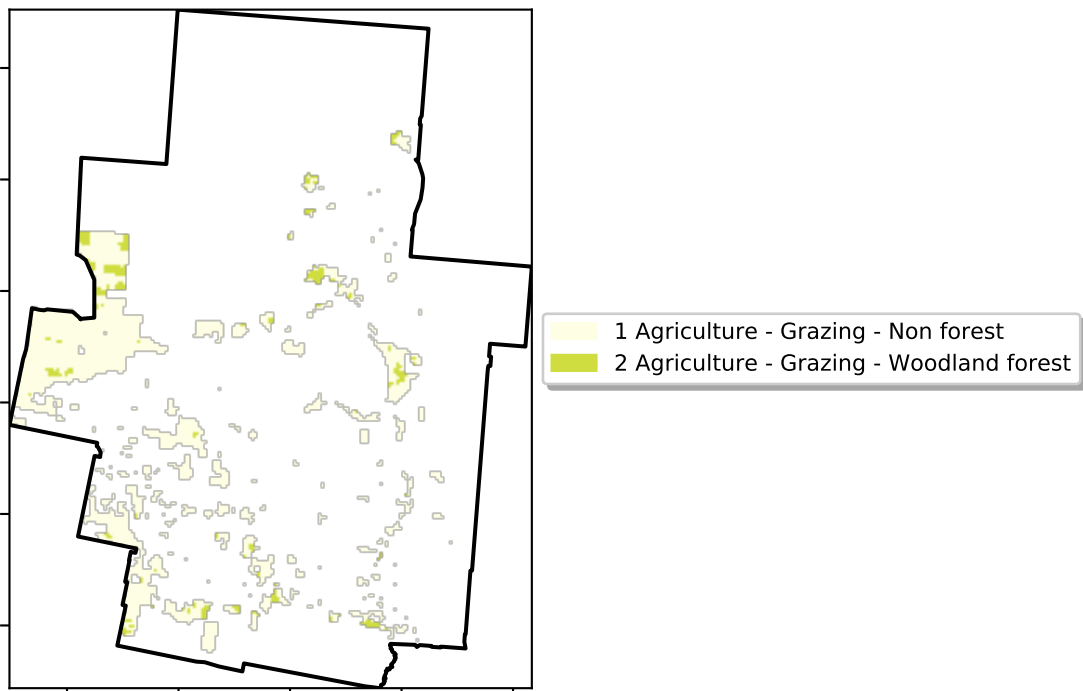 1 Agriculture - Grazing - Non forest
2 Agriculture - Grazing - Woodland forest